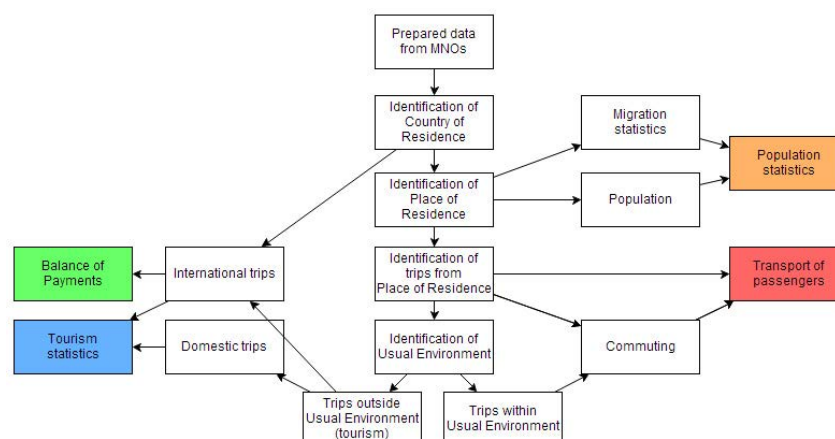 Prepared data
from MNOs
Identification of
Country of
Residence
Migration
statistics
Population
statistics
Identification of
Place of
Residence
Population
Balance of
Payments
International trips
Identification of
trips from
Place of Residence
Transport of
passengers
Tourism
statistics
Domestic trips
Identification of
Usual Environment
Commuting
Trips outside
Usual Environment
(tourism)
Trips within
Usual Environment